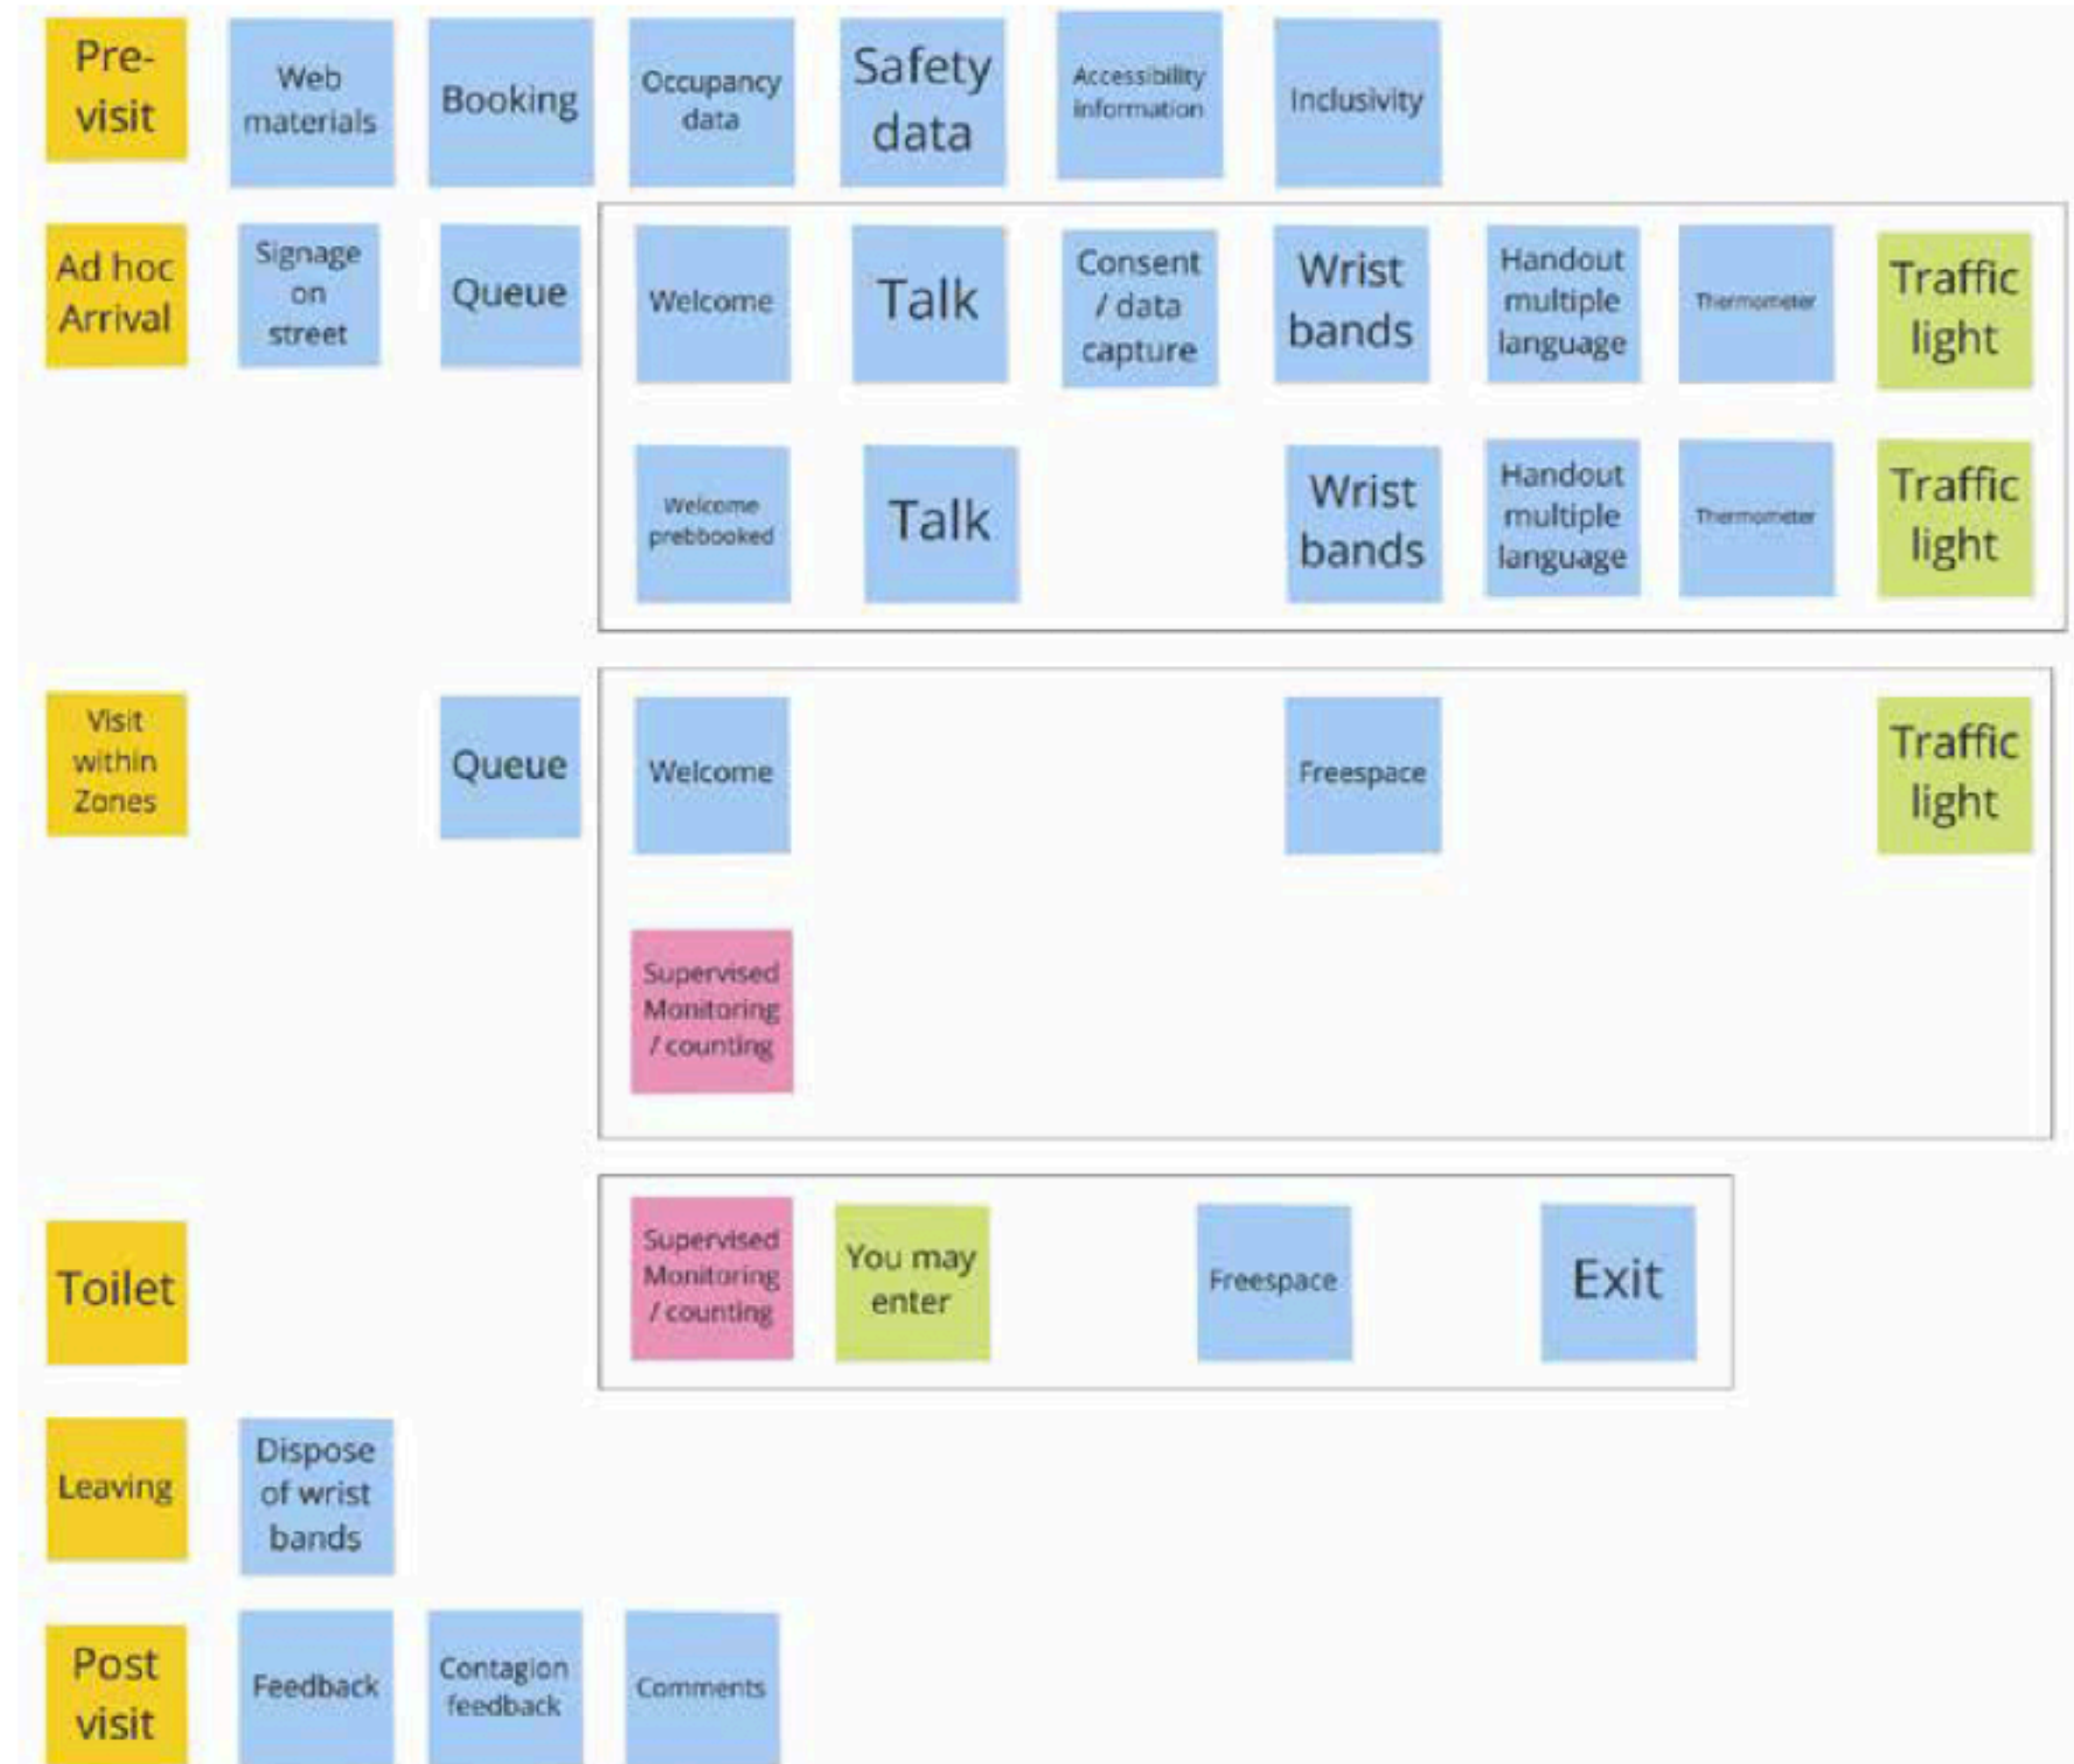 Pre-
visit
Web
materials
Booking
Occupancy
data
Safety
data
Accessibility
information
Inclusivity
Ad hoc
Arrival
Signage
on
street
Queue
Welcome
Talk
Consent
/ data
capture
Wrist
bands
Handout
multiple
language
Thermometer
Traffic
light
Welcome
prebbooked
Talk
Wrist
bands
Handout
multiple
language
Thermometer
Traffic
light
Visit
within
Zones
Queue
Welcome
Freespace
Traffic
light
Supervised
Monitoring
/ counting
Toilet
Supervised
Monitoring
/ counting
You may
enter
Freespace
Exit
Leaving
Dispose
of wrist
bands
Post
visit
Feedback
Contagion
feedback
Comments